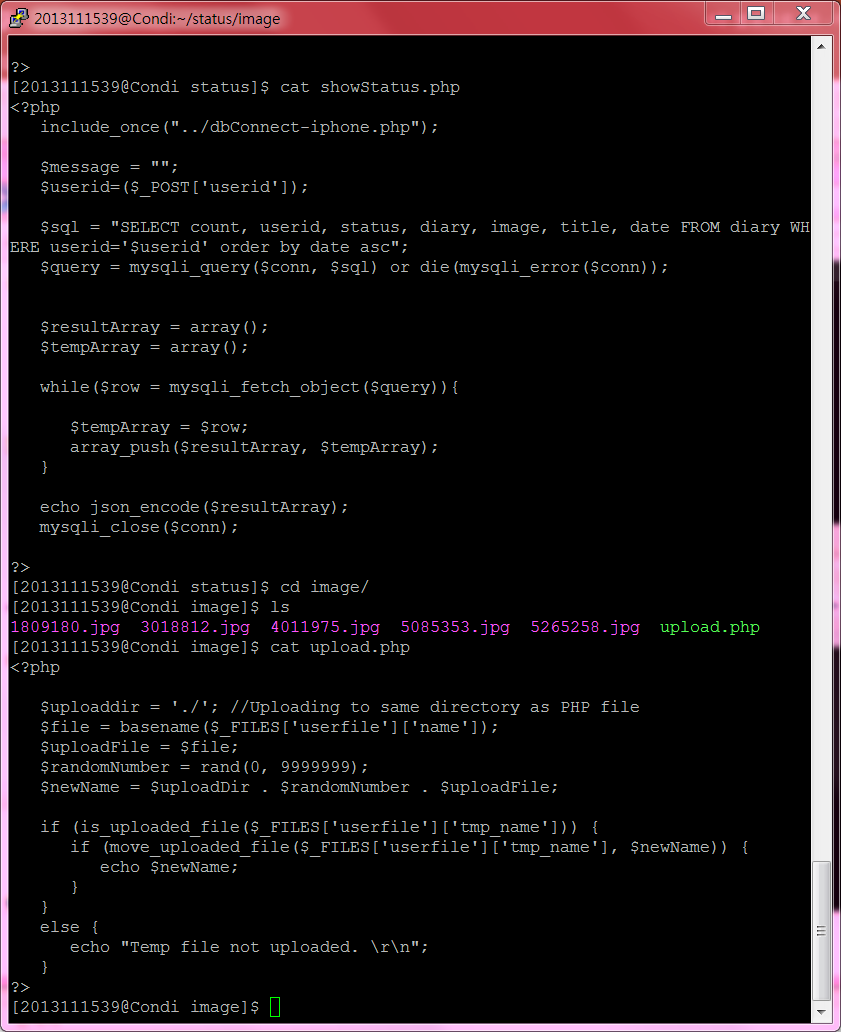 2013111539@Condi:~/status/image
?>
[2013111539@Condi status]$ cat showStatus.php
<?php
   include_once("../dbConnect-iphone.php");
   $message = "";
   $userid=($_POST['userid']);
   $sql = "SELECT count, userid, status, diary, image, title, date FROM diary WH
ERE userid='$userid' order by date asc";
   $query = mysqli_query($conn, $sql) or die(mysqli_error($conn));
   $resultArray = array();
   $tempArray = array();
   while($row = mysqli_fetch_object($query)){
      $tempArray = $row;
      array_push($resultArray, $tempArray);
   }
   echo json_encode($resultArray);
   mysqli_close($conn);
?>
[2013111539@Condi status]$ cd image/
[2013111539@Condi image]$ ls
1809180.jpg  3018812.jpg  4011975.jpg  5085353.jpg  5265258.jpg  upload.php
[2013111539@Condi image]$ cat upload.php
<?php
   $uploaddir = './'; //Uploading to same directory as PHP file
   $file = basename($_FILES['userfile']['name']);
   $uploadFile = $file;
   $randomNumber = rand(0, 9999999);
   $newName = $uploadDir . $randomNumber . $uploadFile;
   if (is_uploaded_file($_FILES['userfile']['tmp_name'])) {
      if (move_uploaded_file($_FILES['userfile']['tmp_name'], $newName)) {
         echo $newName;
      }
   }
   else {
      echo "Temp file not uploaded. \r\n";
   }
?>
[2013111539@Condi image]$